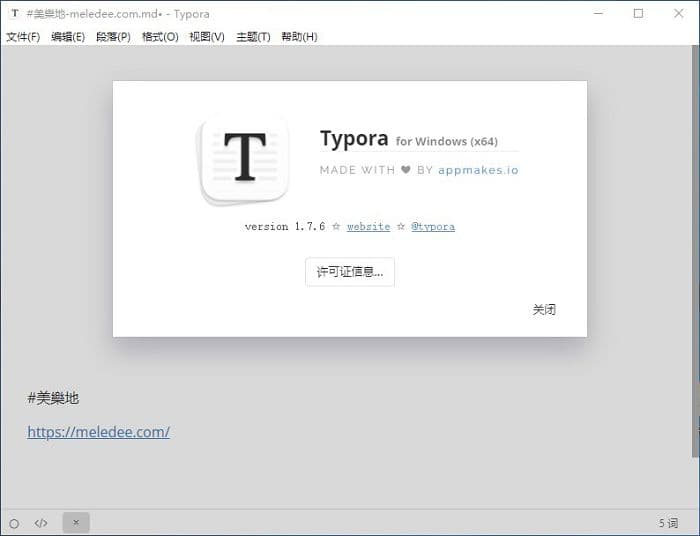 #美樂地-meledee.com.md• - Typora
文件(F) 编辑(E) 段落(P) 格式(O) 视图(V) 主题(T) 帮助(H)
T
Typora for Windows (x64)
MADE WITH ♥ BY appmakes.io
version 1.7.6 ☆ website ☆ @typora
许可证信息...
关闭
#美樂地
https://meledee.com/
</> × 5 词